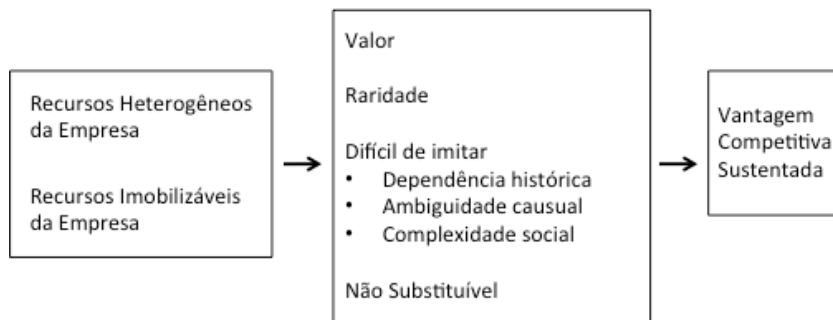 Recursos Heterogêneos
da Empresa
Recursos Imobilizáveis
da Empresa
Valor
Raridade
Difícil de imitar
• Dependência histórica
• Ambiguidade causual
• Complexidade social
Não Substituível
Vantagem
Competitiva
Sustentada